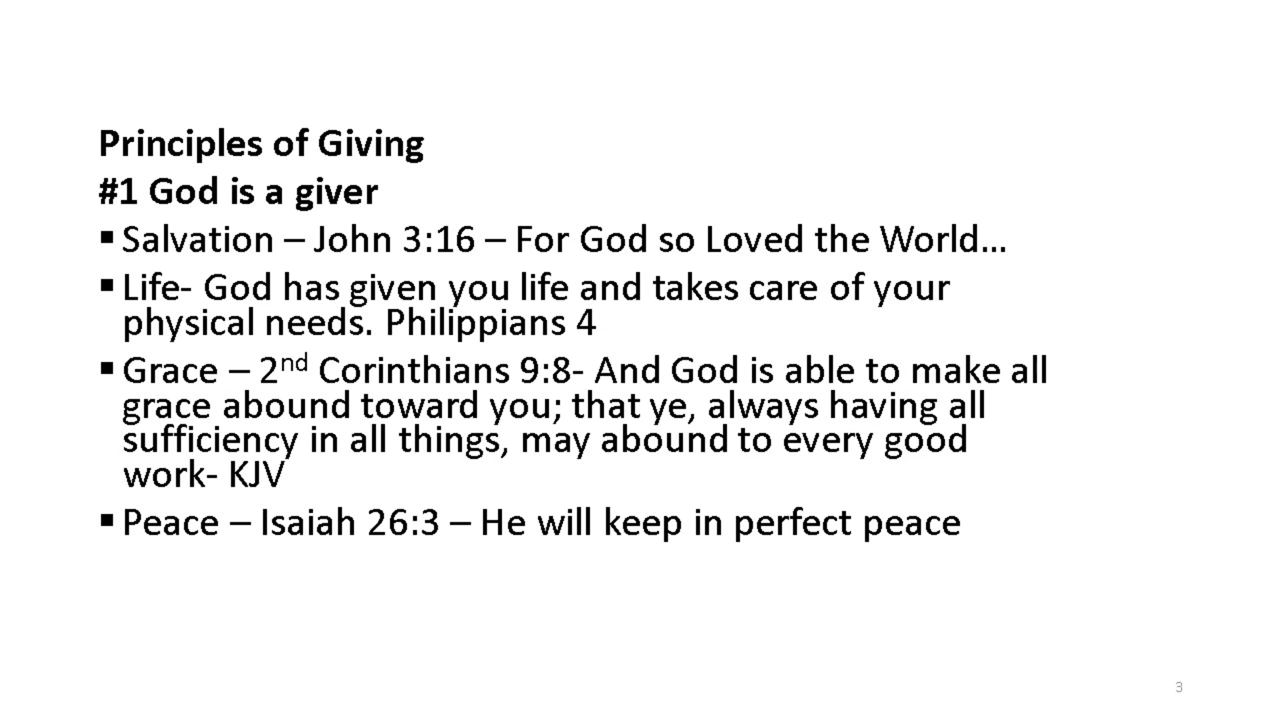 Principles of Giving
#1 God is a giver
▪ Salvation – John 3:16 – For God so Loved the World…
▪ Life- God has given you life and takes care of your
physical needs. Philippians 4
▪ Grace – 2nd Corinthians 9:8- And God is able to make all
grace abound toward you; that ye, always having all
sufficiency in all things, may abound to every good
work- KJV
▪ Peace – Isaiah 26:3 – He will keep in perfect peace
3